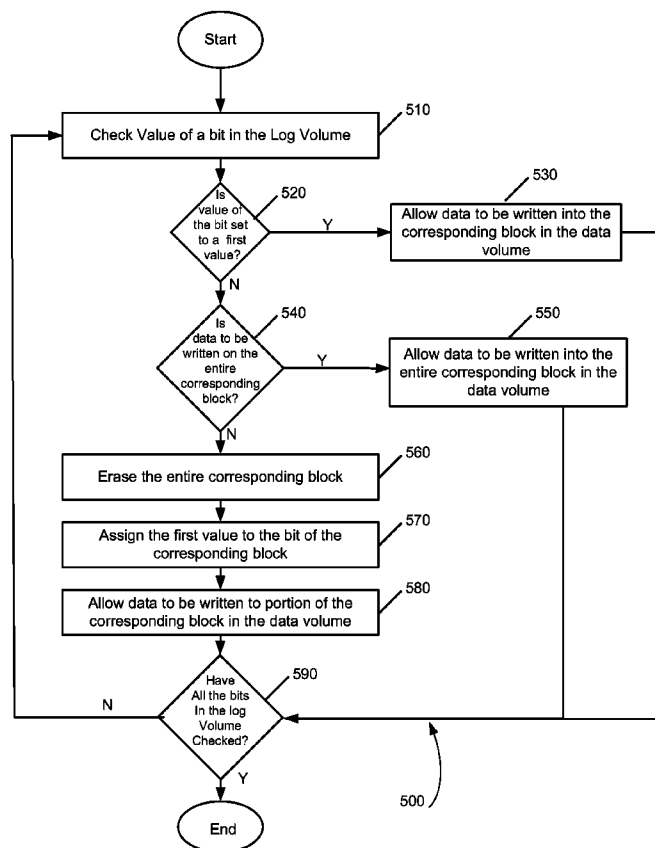 Start
510
Check Value of a bit in the Log Volume
Is
value of
the bit set
to a first
value?
520
Y
530
Allow data to be written into the
corresponding block in the data
volume
N
Is
data to be
written on the
entire
corresponding
block?
540
Y
550
Allow data to be written into the
entire corresponding block in the
data volume
N
560
Erase the entire corresponding block
570
Assign the first value to the bit of the
corresponding block
580
Allow data to be written to portion of the
corresponding block in the data volume
590
Have
All the bits
In the log
Volume
Checked?
N
Y
500
End